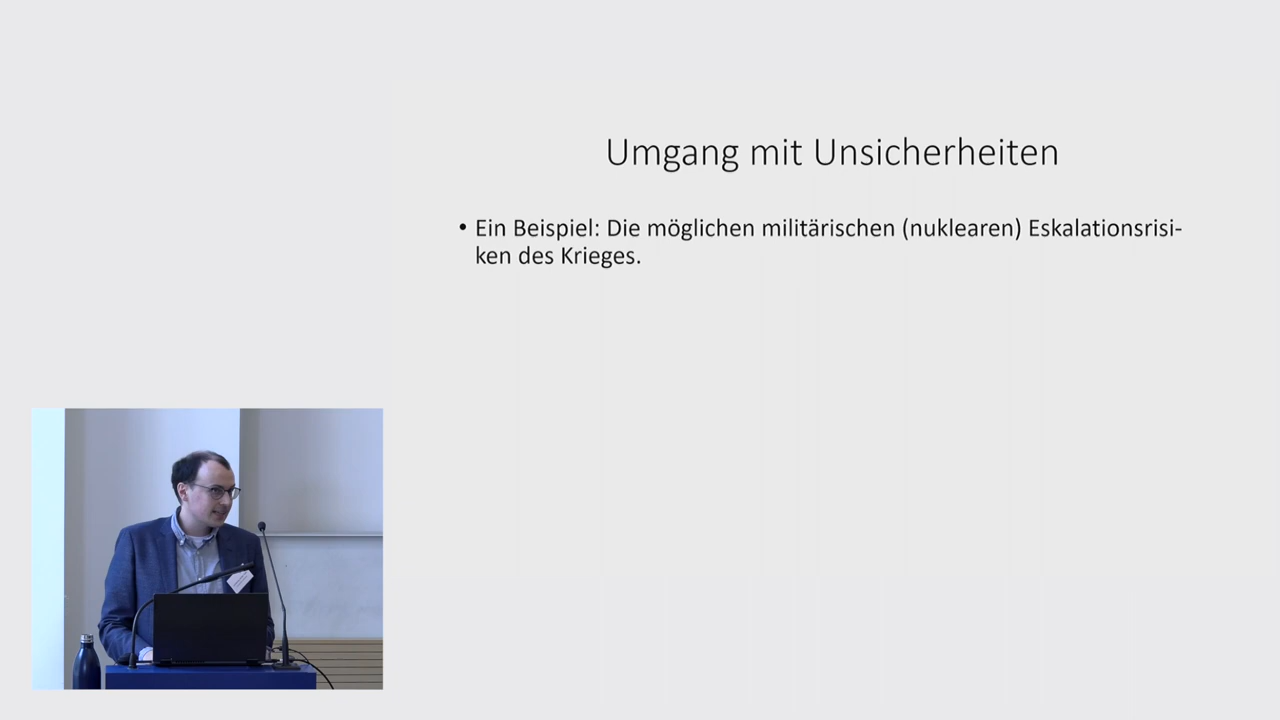 Umgang mit Unsicherheiten
• Ein Beispiel: Die möglichen militärischen (nuklearen) Eskalationsrisi-
ken des Krieges.